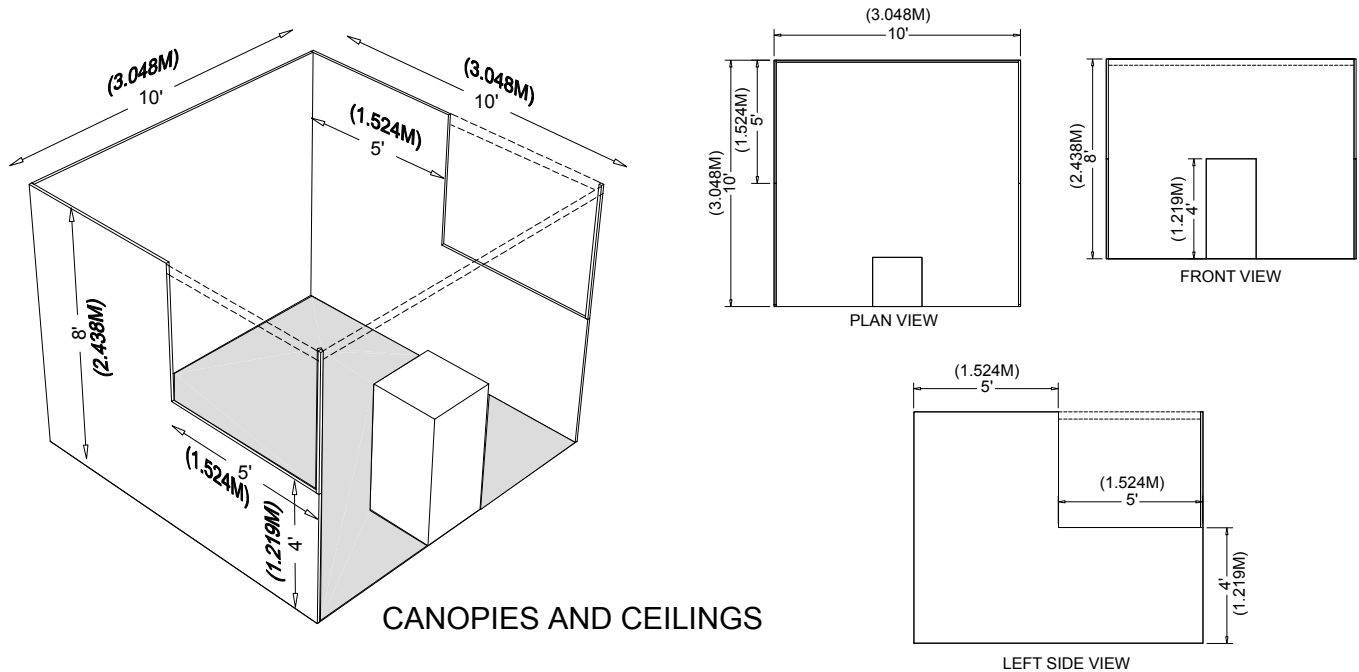 (3.048M)
10'
(3.048M)
10'
(1.524M)
5'
8'
(2.438M)
5'
(1.524M)
4'
(1.219M)
CANOPIES AND CEILINGS
(3.048M)
10'
(3.048M)
10'
(1.524M)
5'
PLAN VIEW
(2.438M)
8'
(1.219M)
4'
FRONT VIEW
(1.524M)
5'
(1.524M)
5'
4'
(1.219M)
LEFT SIDE VIEW